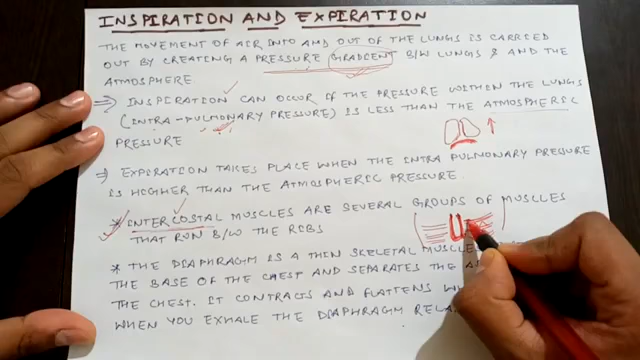 INSPIRATION AND EXPIRATION
THE MOVEMENT OF AIR INTO AND OUT OF THE LUNGS IS CARRIED
OUT BY CREATING A PRESSURE GRADIENT B/W LUNGS & AND THE
ATMOSPHERE
⇒ INSPIRATION CAN OCCUR IF THE PRESSURE WITHIN THE LUNGS
(INTRA-PULMONARY PRESSURE) IS LESS THAN THE ATMOSPHERIC
PRESSURE
⇒ EXPIRATION TAKES PLACE WHEN THE INTRA PULMONARY PRESSURE
IS HIGHER THAN THE ATMOSPHERIC PRESSURE.
* INTERCOSTAL MUSCLES ARE SEVERAL GROUPS OF MUSCLES
THAT RUN B/W THE RIBS
* THE DIAPHRAGM IS A THIN SKELETAL MUSCLE
THE BASE OF THE CHEST AND SEPARATES THE
THE CHEST. IT CONTRACTS AND FLATTENS
WHEN YOU EXHALE THE DIAPHRAGM